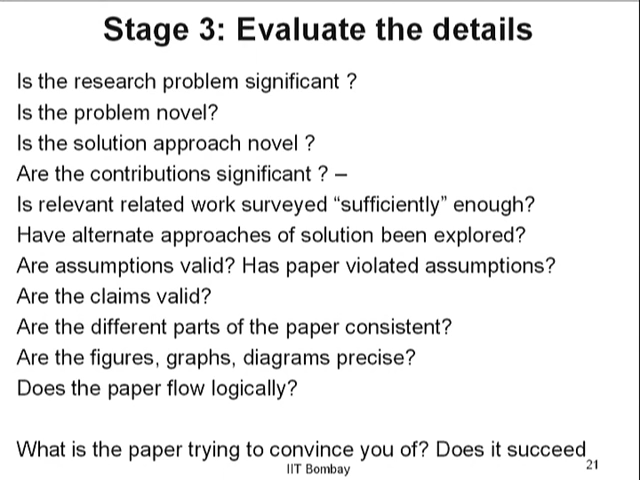 Stage 3: Evaluate the details
Is the research problem significant ?
Is the problem novel?
Is the solution approach novel ?
Are the contributions significant ? –
Is relevant related work surveyed “sufficiently” enough?
Have alternate approaches of solution been explored?
Are assumptions valid? Has paper violated assumptions?
Are the claims valid?
Are the different parts of the paper consistent?
Are the figures, graphs, diagrams precise?
Does the paper flow logically?
What is the paper trying to convince you of? Does it succeed
IIT Bombay
21